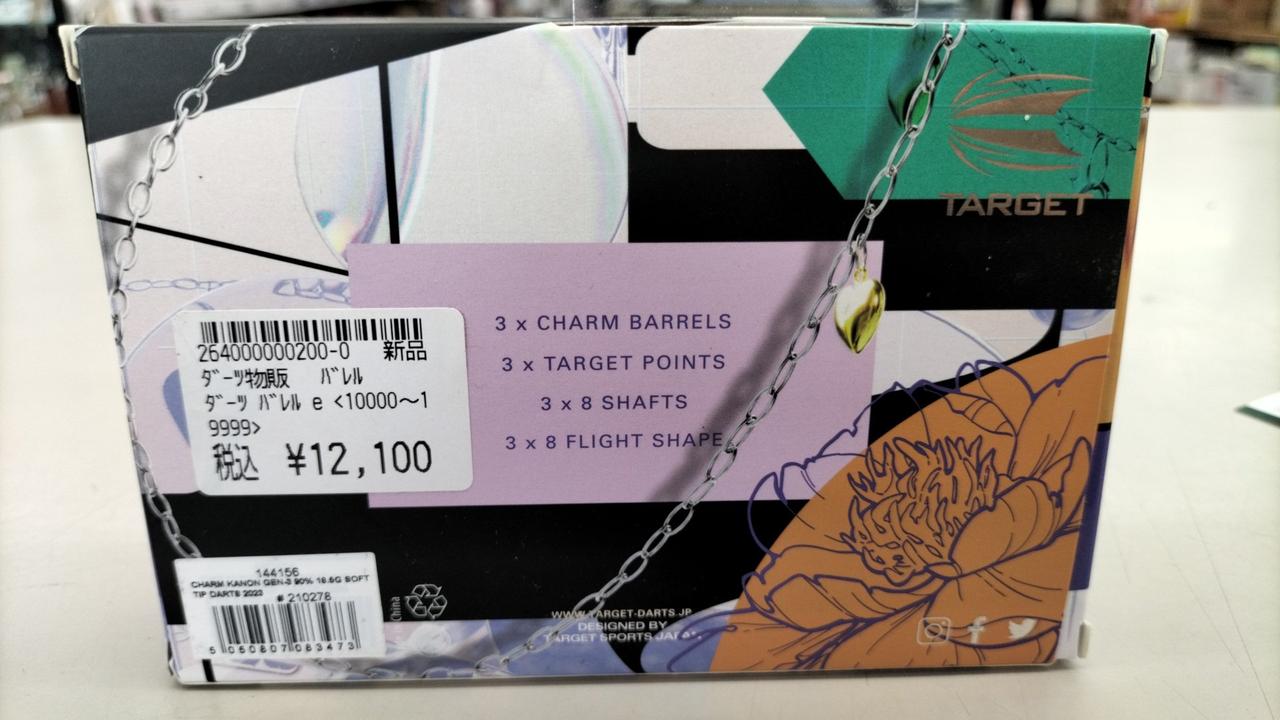 TARGET
3 x CHARM BARRELS
3 x TARGET POINTS
3 x 8 SHAFTS
3 x 8 FLIGHT SHAPE
264000000200-0 新品
ﾀﾞｰﾂ物販 ﾊﾞﾚﾙ
ﾀﾞｰﾂ ﾊﾞﾚﾙ e <10000～1
9999>
税込 ¥12,100
144156
CHARM KANON GEN-3 90% 18.5G SOFT
TIP DARTS 2023 # 210278
5 050807 083473
China
WWW.TARGET-DARTS.JP
DESIGNED BY
TARGET SPORTS JAPAN